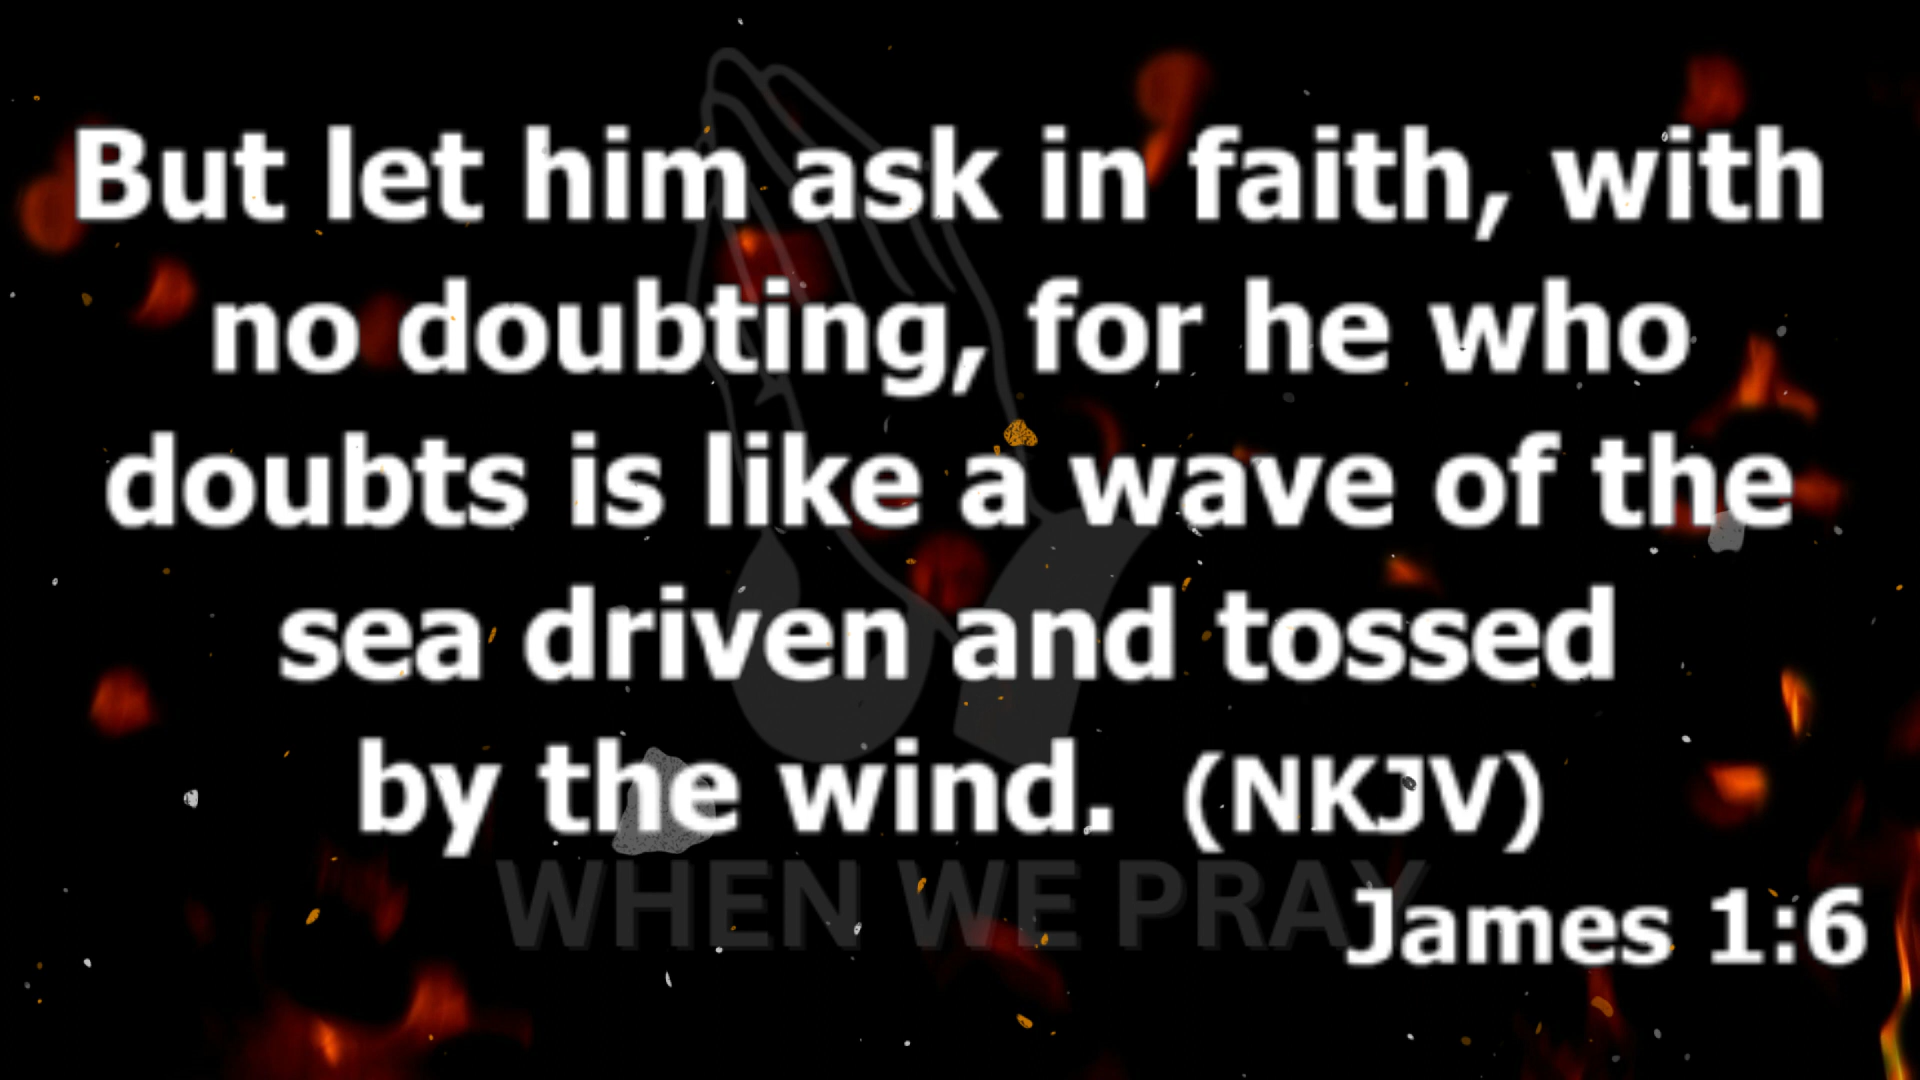 But let him ask in faith, with
no doubting, for he who
doubts is like a wave of the
sea driven and tossed
by the wind. (NKJV)
WHEN WE PRAY
James 1:6